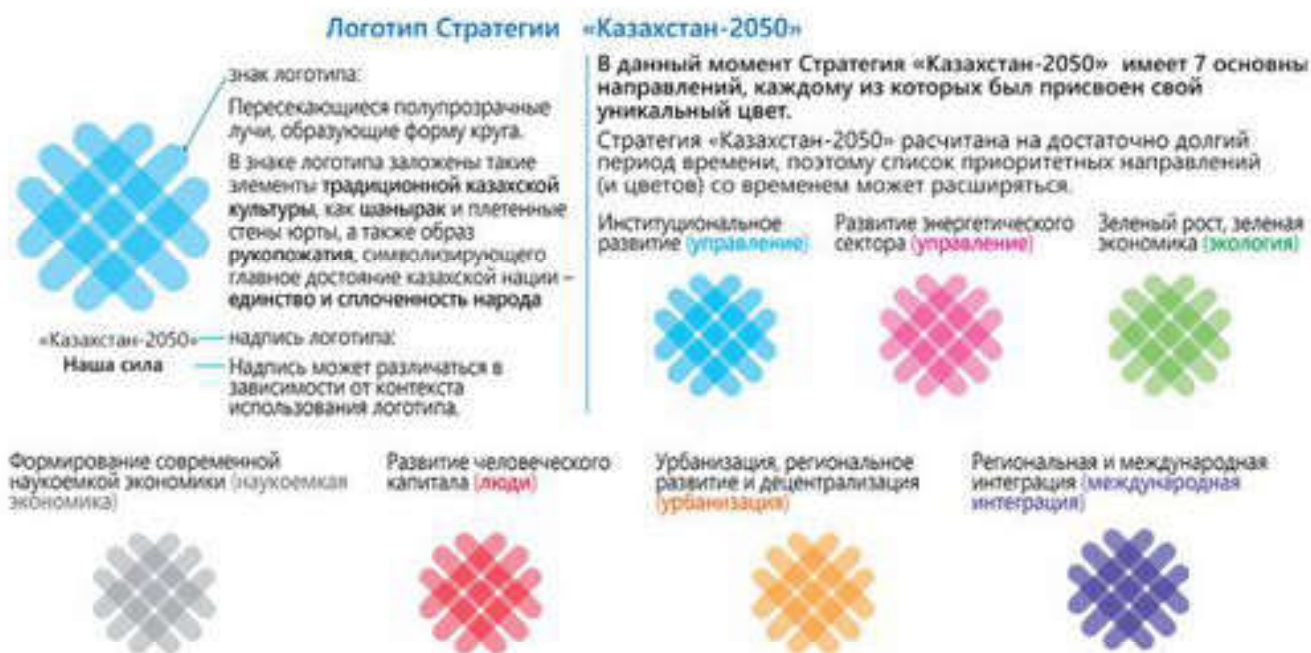 Логотип Стратегии «Казахстан-2050»
знак логотипа:
Пересекающиеся полупрозрачные
лучи, образующие форму круга.
В знаке логотипа заложены такие
элементы традиционной казахской
культуры, как шанырак и плетенные
стены юрты, а также образ
рукопожатия, символизирующего
главное достояние казахской нации –
единство и сплоченность народа
«Казахстан-2050»
Наша сила
надпись логотипа:
Надпись может различаться в
зависимости от контекста
использования логотипа.
В данный момент Стратегия «Казахстан-2050» имеет 7 основны
направлений, каждому из которых был присвоен свой
уникальный цвет.
Стратегия «Казахстан-2050» расчитана на достаточно долгий
период времени, поэтому список приоритетных направлений
(и цветов) со временем может расширяться.
Институциональное
развитие (управление)
Развитие энергетического
сектора (управление)
Зеленый рост, зеленая
экономика (экология)
Формирование современной
наукоемкой экономики (наукоемкая
экономика)
Развитие человеческого
капитала (люди)
Урбанизация, региональное
развитие и децентрализация
(урбанизация)
Региональная и международная
интеграция (международная
интеграция)